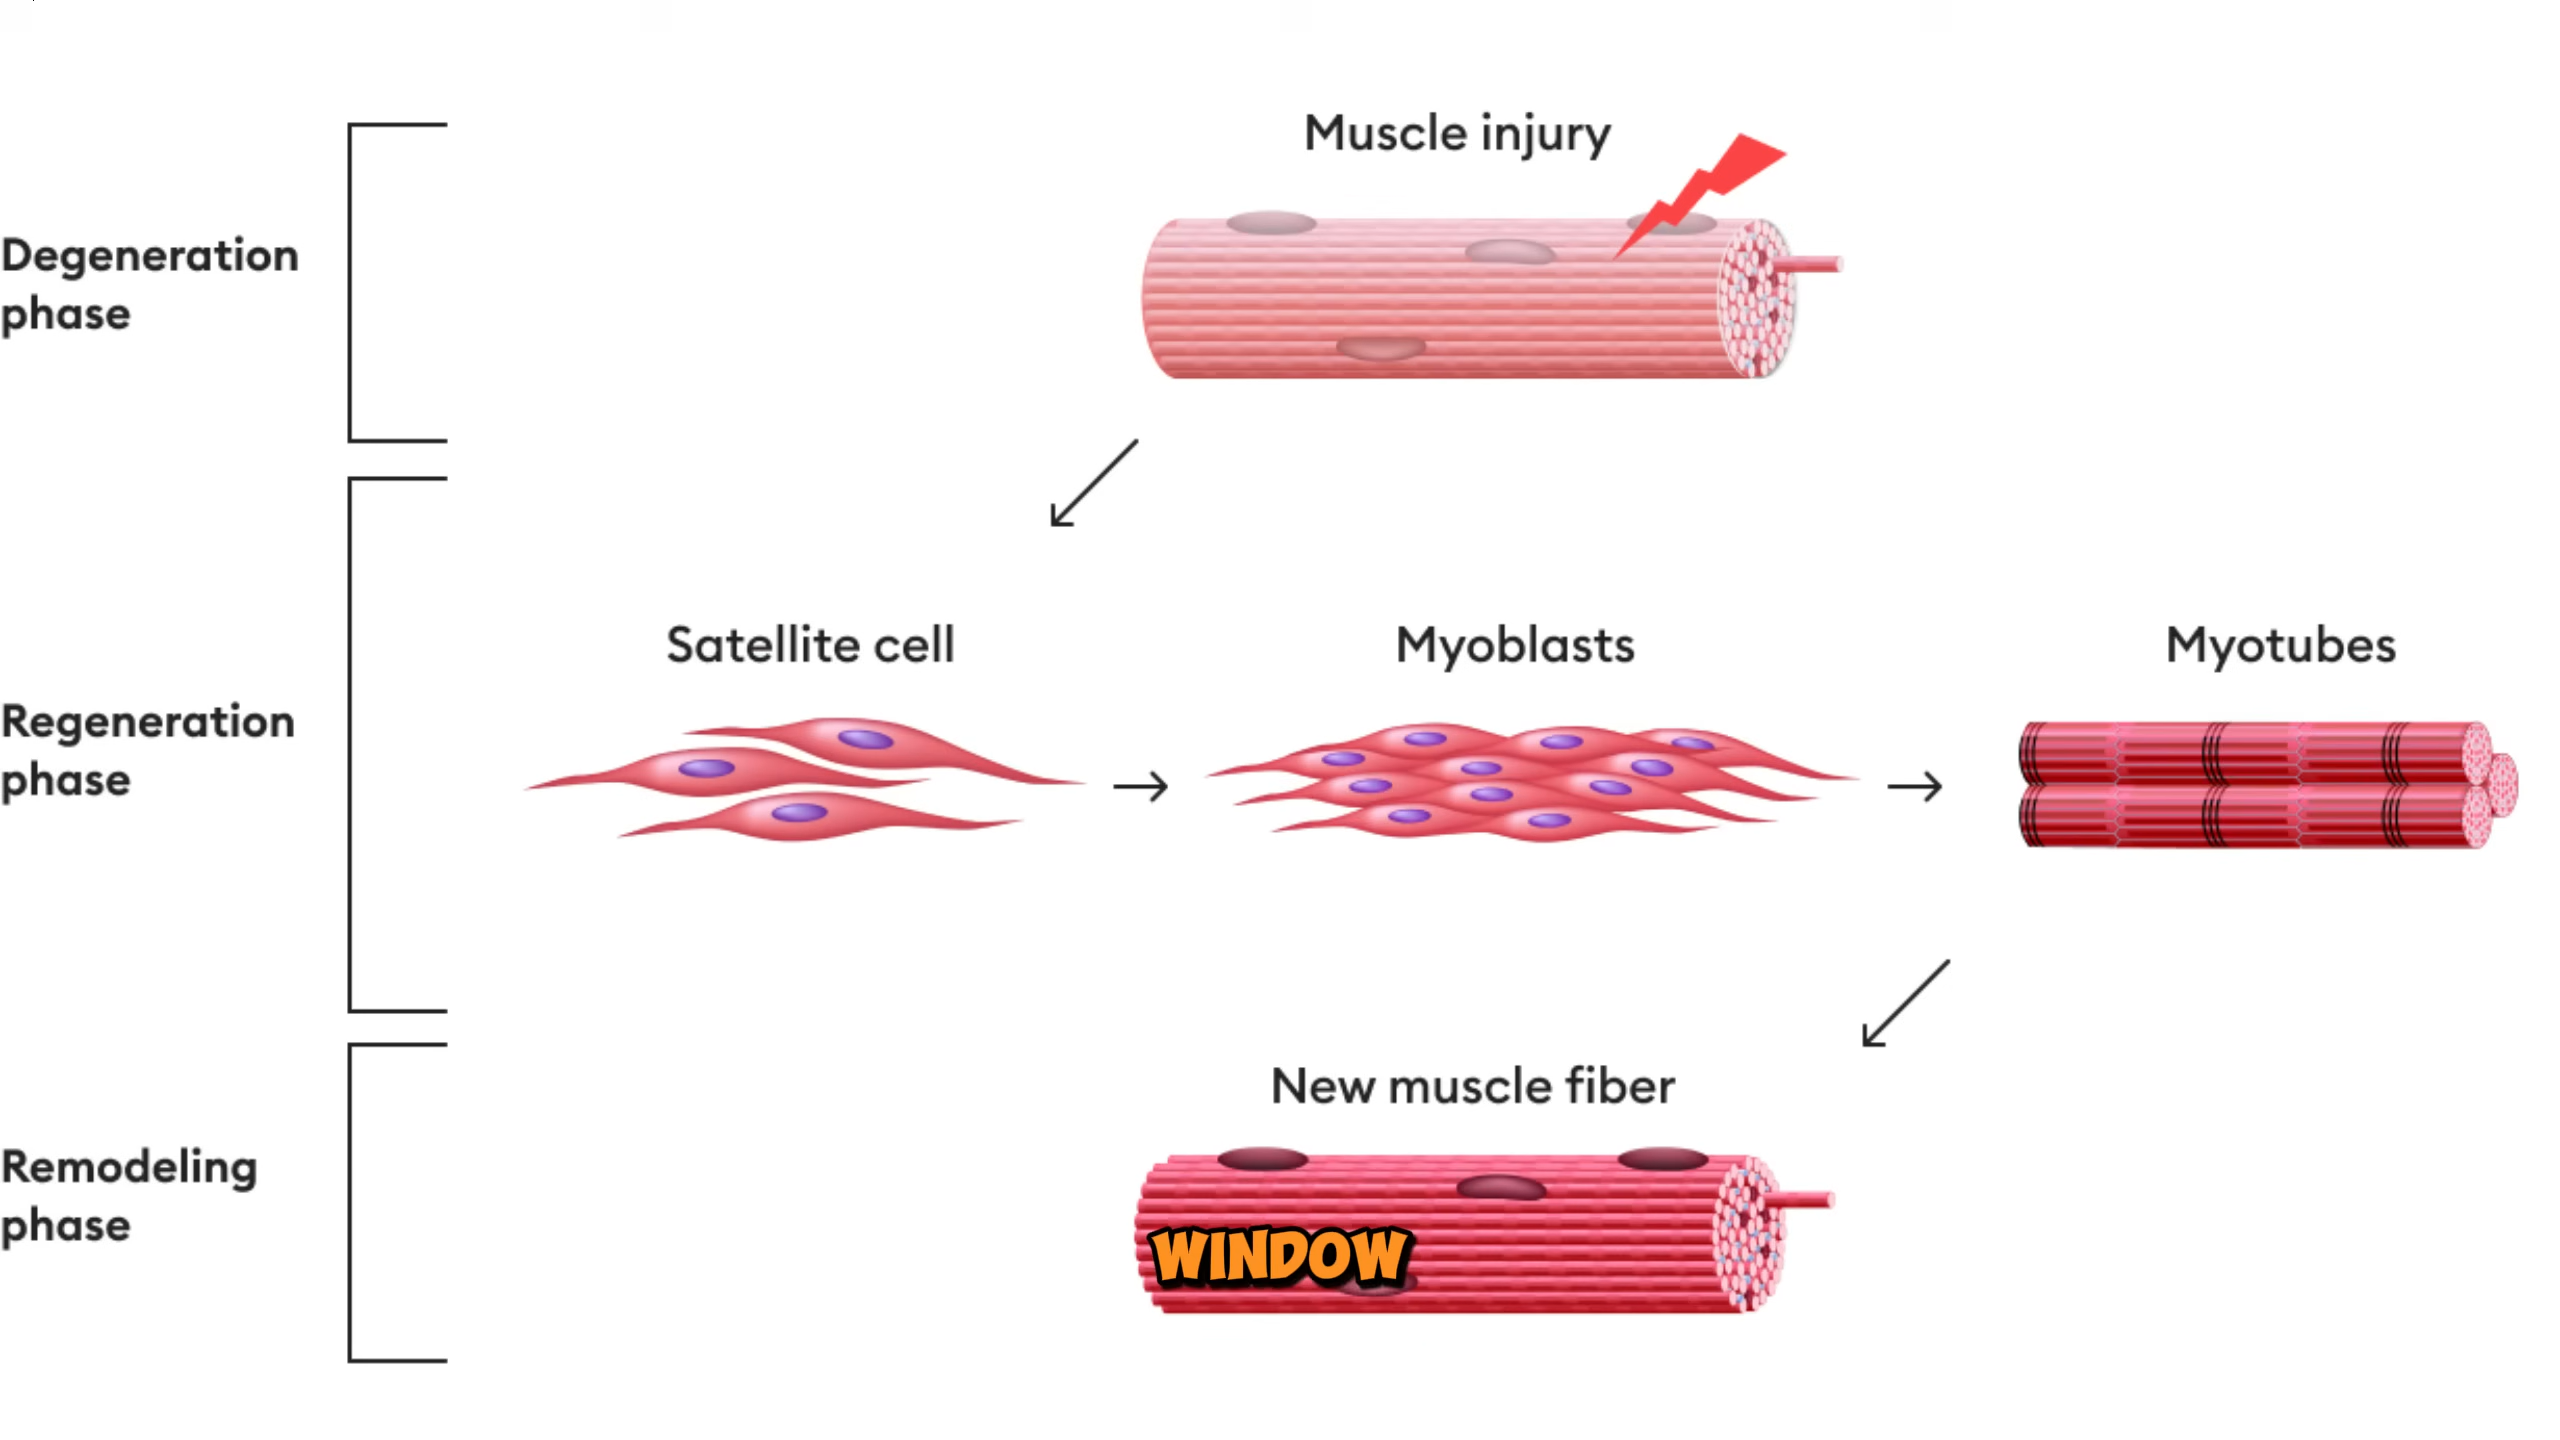 Muscle injury
Degeneration
phase
Satellite cell
Myoblasts
Myotubes
Regeneration
phase
New muscle fiber
Remodeling
phase
WINDOW